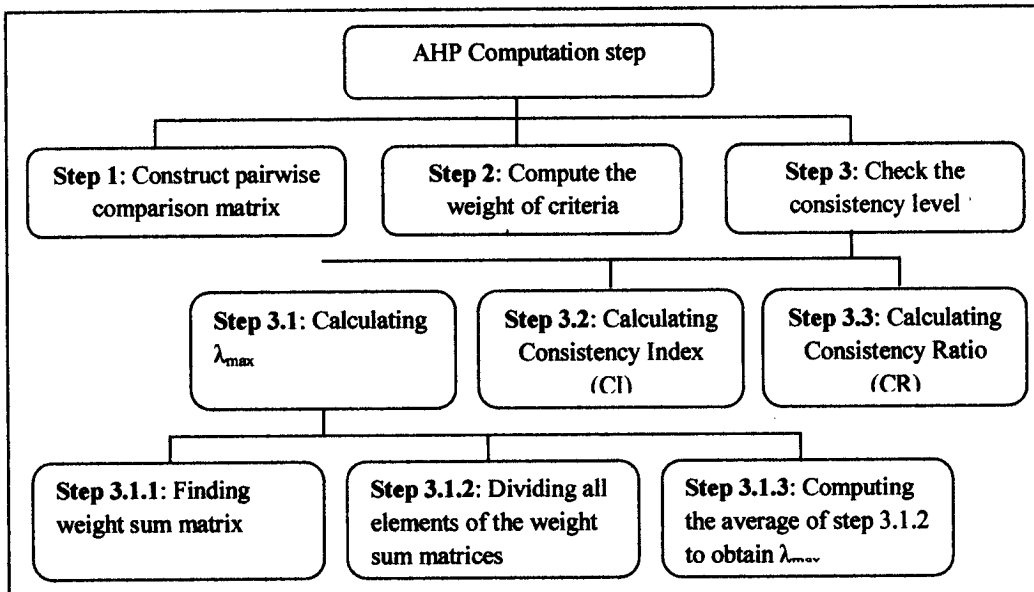 AHP Computation step
Step 1: Construct pairwise
comparison matrix
Step 2: Compute the
weight of criteria
Step 3: Check the
consistency level
Step 3.1: Calculating
λmax
Step 3.2: Calculating
Consistency Index
(CI)
Step 3.3: Calculating
Consistency Ratio
(CR)
Step 3.1.1: Finding
weight sum matrix
Step 3.1.2: Dividing all
elements of the weight
sum matrices
Step 3.1.3: Computing
the average of step 3.1.2
to obtain λmax